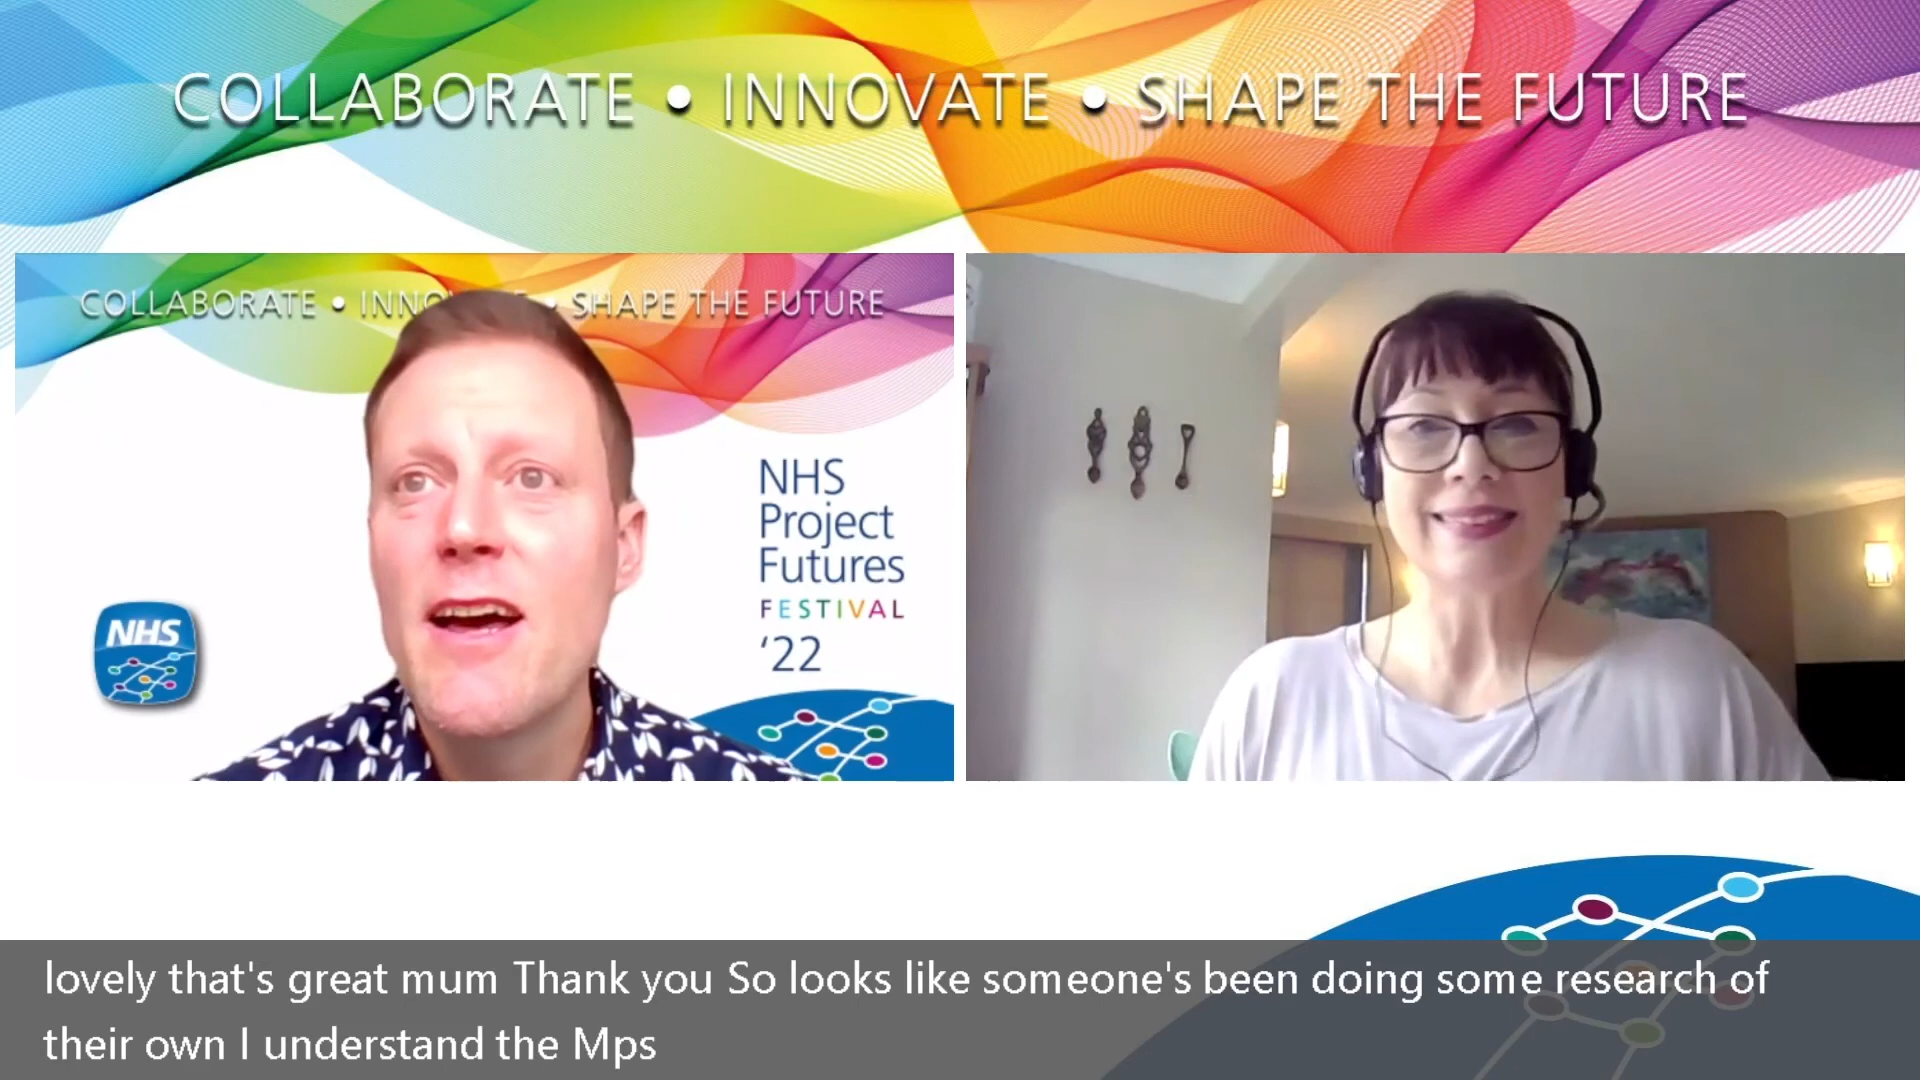 COLLABORATE • INNOVATE • SHAPE THE FUTURE
COLLABORATE • INNO E • SHAPE THE FUTURE
NHS
Project
Futures
FESTIVAL
'22
NHS
lovely that's great mum Thank you So looks like someone's been doing some research of
their own I understand the Mps